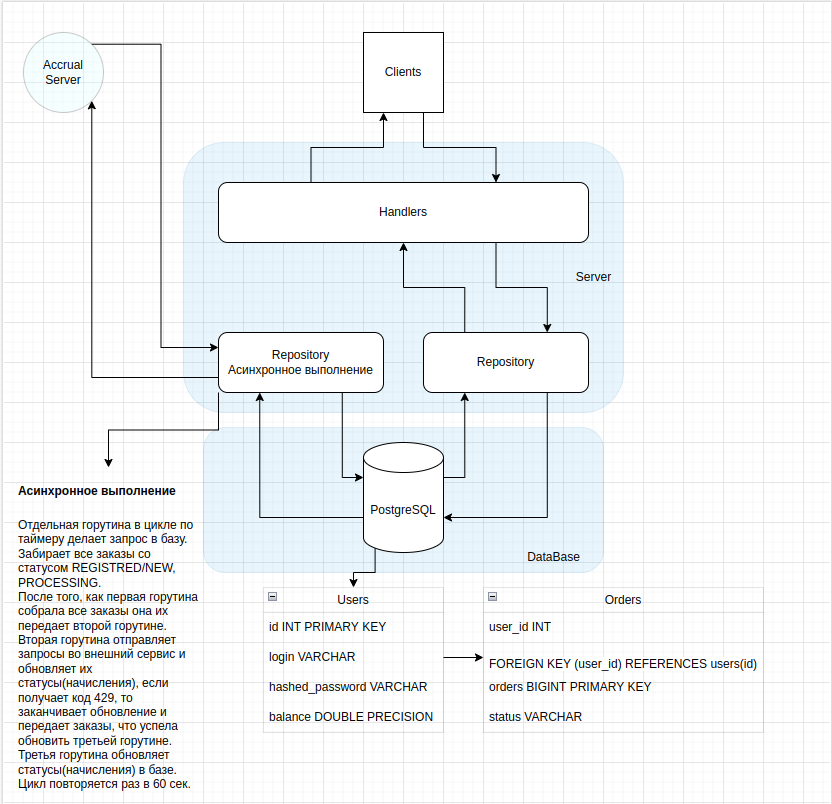 Accrual
Server
Clients
Handlers
Server
Repository
Асинхронное выполнение
Repository
PostgreSQL
DataBase
Асинхронное выполнение
Отдельная горутина в цикле по
таймеру делает запрос в базу.
Забирает все заказы со
статусом REGISTRED/NEW,
PROCESSING.
После того, как первая горутина
собрала все заказы она их
передает второй горутине.
Вторая горутина отправляет
запросы во внешний сервис и
обновляет их
статусы(начисления), если
получает код 429, то
заканчивает обновление и
передает заказы, что успела
обновить третьей горутине.
Третья горутина обновляет
статусы(начисления) в базе.
Цикл повторяется раз в 60 сек.
Users
id INT PRIMARY KEY
login VARCHAR
hashed_password VARCHAR
balance DOUBLE PRECISION
Orders
user_id INT
FOREIGN KEY (user_id) REFERENCES users(id)
orders BIGINT PRIMARY KEY
status VARCHAR